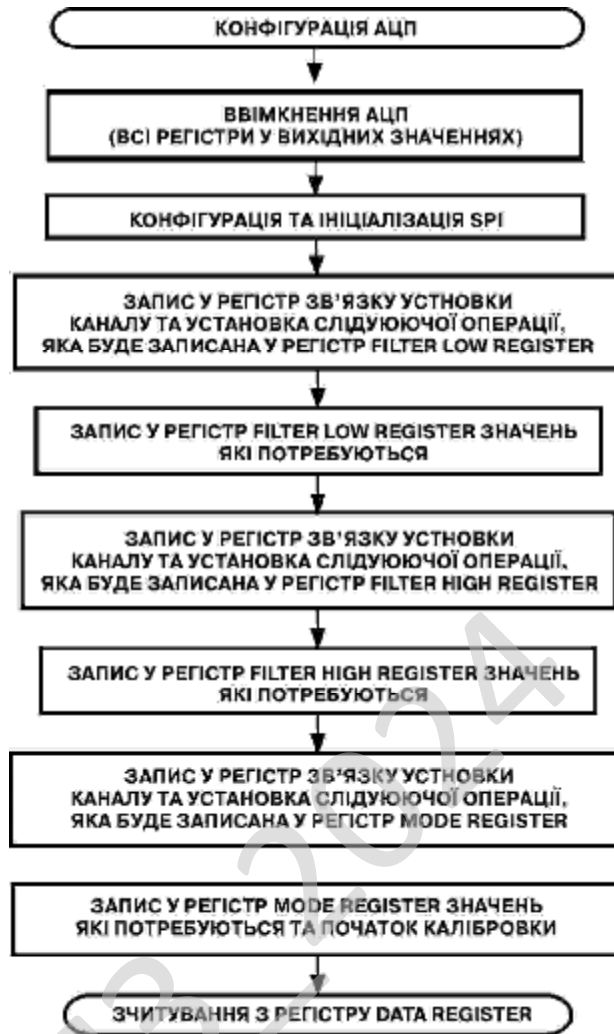 КОНФІГУРАЦІЯ АЦП
ВВІМКНЕННЯ АЦП
(ВСІ РЕГІСТРИ У ВИХІДНИХ ЗНАЧЕННЯХ)
КОНФІГУРАЦІЯ ТА ІНІЦІАЛІЗАЦІЯ SPI
ЗАПИС У РЕГІСТР ЗВ'ЯЗКУ УСТНОВКИ
КАНАЛУ ТА УСТАНОВКА СЛІДУЮЮЧОЇ ОПЕРАЦІЇ,
ЯКА БУДЕ ЗАПИСАНА У РЕГІСТР FILTER LOW REGISTER
ЗАПИС У РЕГІСТР FILTER LOW REGISTER ЗНАЧЕНЬ
ЯКІ ПОТРЕБУЮТЬСЯ
ЗАПИС У РЕГІСТР ЗВ'ЯЗКУ УСТНОВКИ
КАНАЛУ ТА УСТАНОВКА СЛІДУЮЮЧОЇ ОПЕРАЦІЇ,
ЯКА БУДЕ ЗАПИСАНА У РЕГІСТР FILTER HIGH REGISTER
ЗАПИС У РЕГІСТР FILTER HIGH REGISTER ЗНАЧЕНЬ
ЯКІ ПОТРЕБУЮТЬСЯ
ЗАПИС У РЕГІСТР ЗВ'ЯЗКУ УСТНОВКИ
КАНАЛУ ТА УСТАНОВКА СЛІДУЮЮЧОЇ ОПЕРАЦІЇ,
ЯКА БУДЕ ЗАПИСАНА У РЕГІСТР MODE REGISTER
ЗАПИС У РЕГІСТР MODE REGISTER ЗНАЧЕНЬ
ЯКІ ПОТРЕБУЮТЬСЯ ТА ПОЧАТОК КАЛІБРОВКИ
ЗЧИТУВАННЯ З РЕГІСТРУ DATA REGISTER